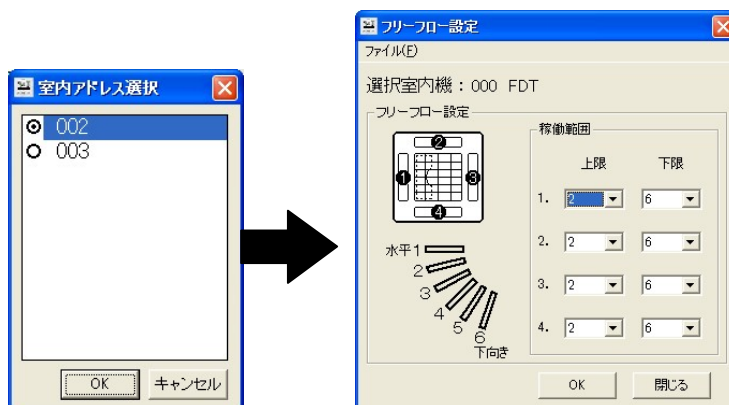 室内アドレス選択
002
003
OK キャンセル
フリーフロー設定
ファイル(F)
選択室内機：000 FDT
フリーフロー設定
稼働範囲
上限 下限
1. 2 6
2. 2 6
3. 2 6
4. 2 6
❷
❶ ❸
❹
水平1
2
3
4
5
6
下向き
OK 閉じる